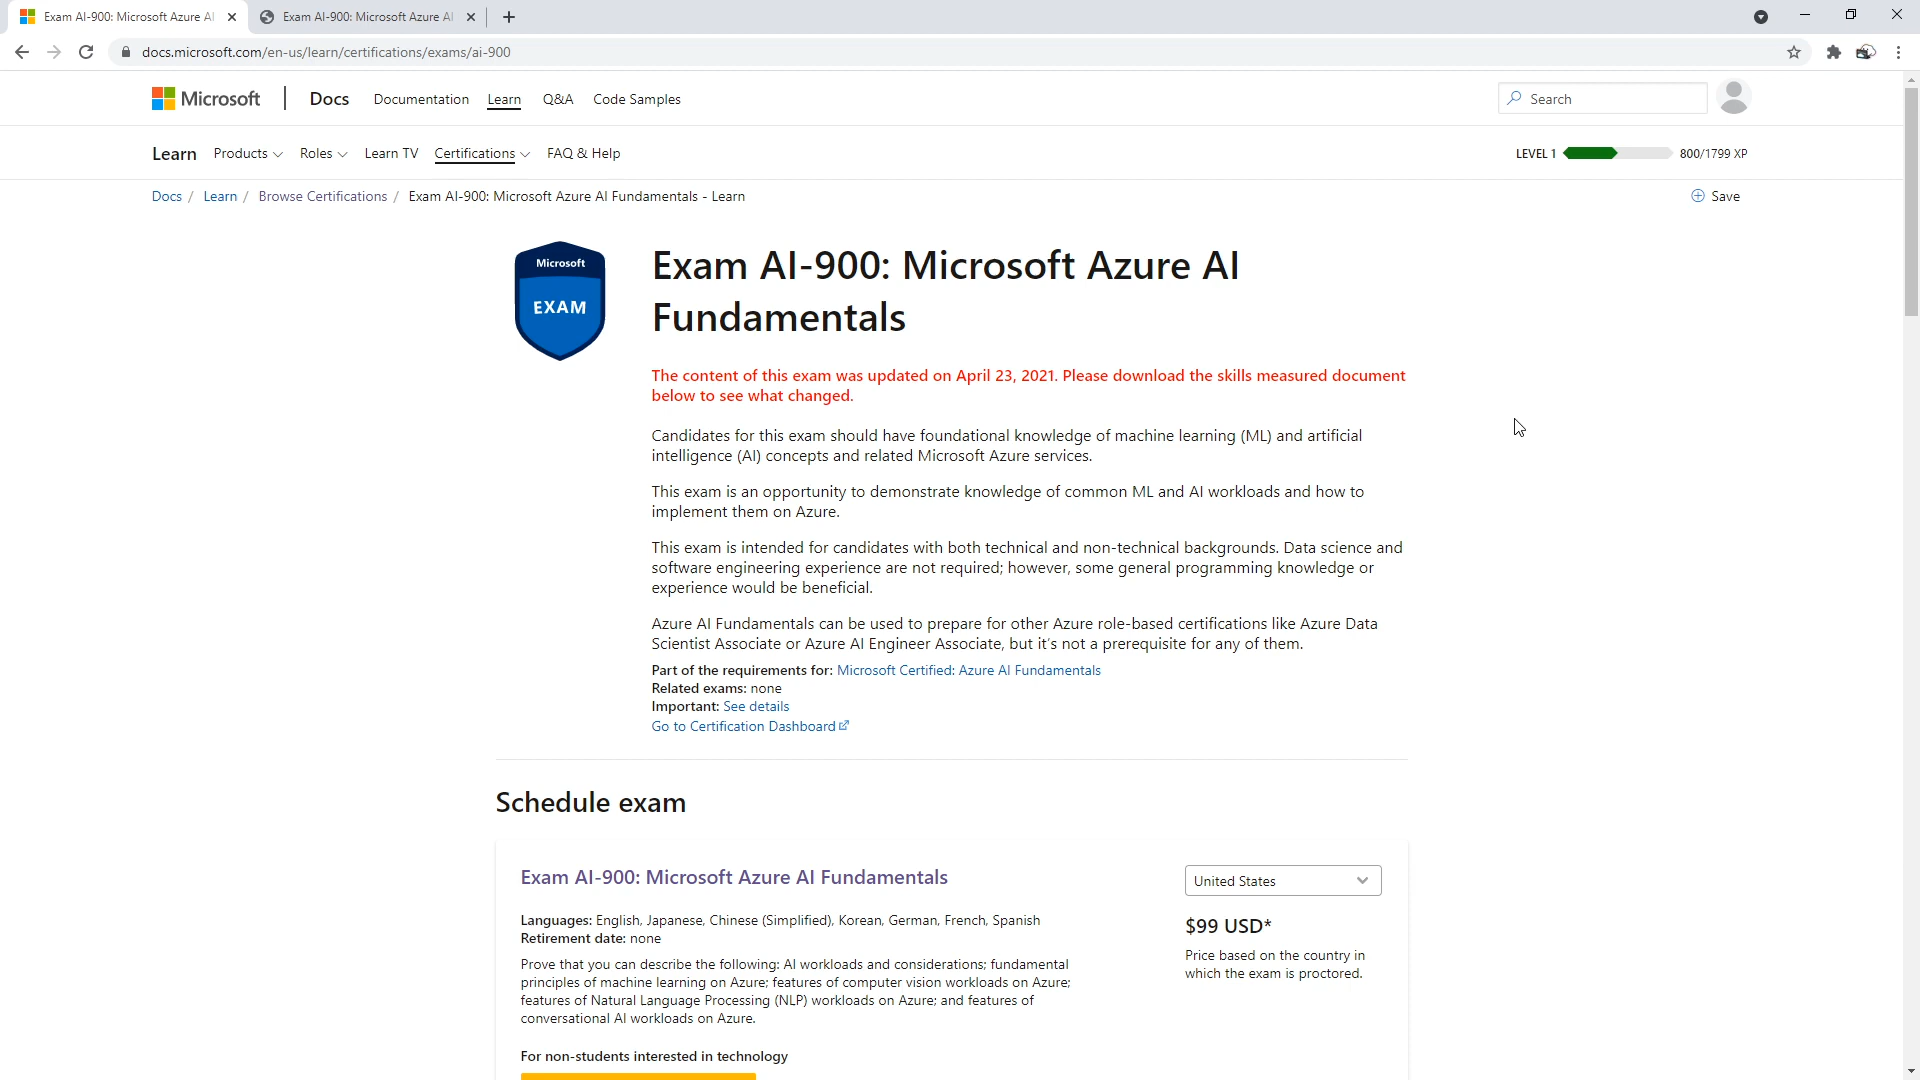 Exam AI-900: Microsoft Azure AI
Exam AI-900: Microsoft Azure AI
docs.microsoft.com/en-us/learn/certifications/exams/ai-900
Microsoft
Docs
Documentation
Learn
Q&A
Code Samples
Search
Learn
Products
Roles
Learn TV
Certifications
FAQ & Help
LEVEL 1
800/1799 XP
Docs / Learn / Browse Certifications / Exam AI-900: Microsoft Azure AI Fundamentals - Learn
Save
Microsoft
EXAM
Exam AI-900: Microsoft Azure AI
Fundamentals
The content of this exam was updated on April 23, 2021. Please download the skills measured document
below to see what changed.
Candidates for this exam should have foundational knowledge of machine learning (ML) and artificial
intelligence (AI) concepts and related Microsoft Azure services.
This exam is an opportunity to demonstrate knowledge of common ML and AI workloads and how to
implement them on Azure.
This exam is intended for candidates with both technical and non-technical backgrounds. Data science and
software engineering experience are not required; however, some general programming knowledge or
experience would be beneficial.
Azure AI Fundamentals can be used to prepare for other Azure role-based certifications like Azure Data
Scientist Associate or Azure AI Engineer Associate, but it's not a prerequisite for any of them.
Part of the requirements for: Microsoft Certified: Azure AI Fundamentals
Related exams: none
Important: See details
Go to Certification Dashboard
Schedule exam
Exam AI-900: Microsoft Azure AI Fundamentals
Languages: English, Japanese, Chinese (Simplified), Korean, German, French, Spanish
Retirement date: none
Prove that you can describe the following: AI workloads and considerations; fundamental
principles of machine learning on Azure; features of computer vision workloads on Azure;
features of Natural Language Processing (NLP) workloads on Azure; and features of
conversational AI workloads on Azure.
For non-students interested in technology
United States
$99 USD*
Price based on the country in
which the exam is proctored.